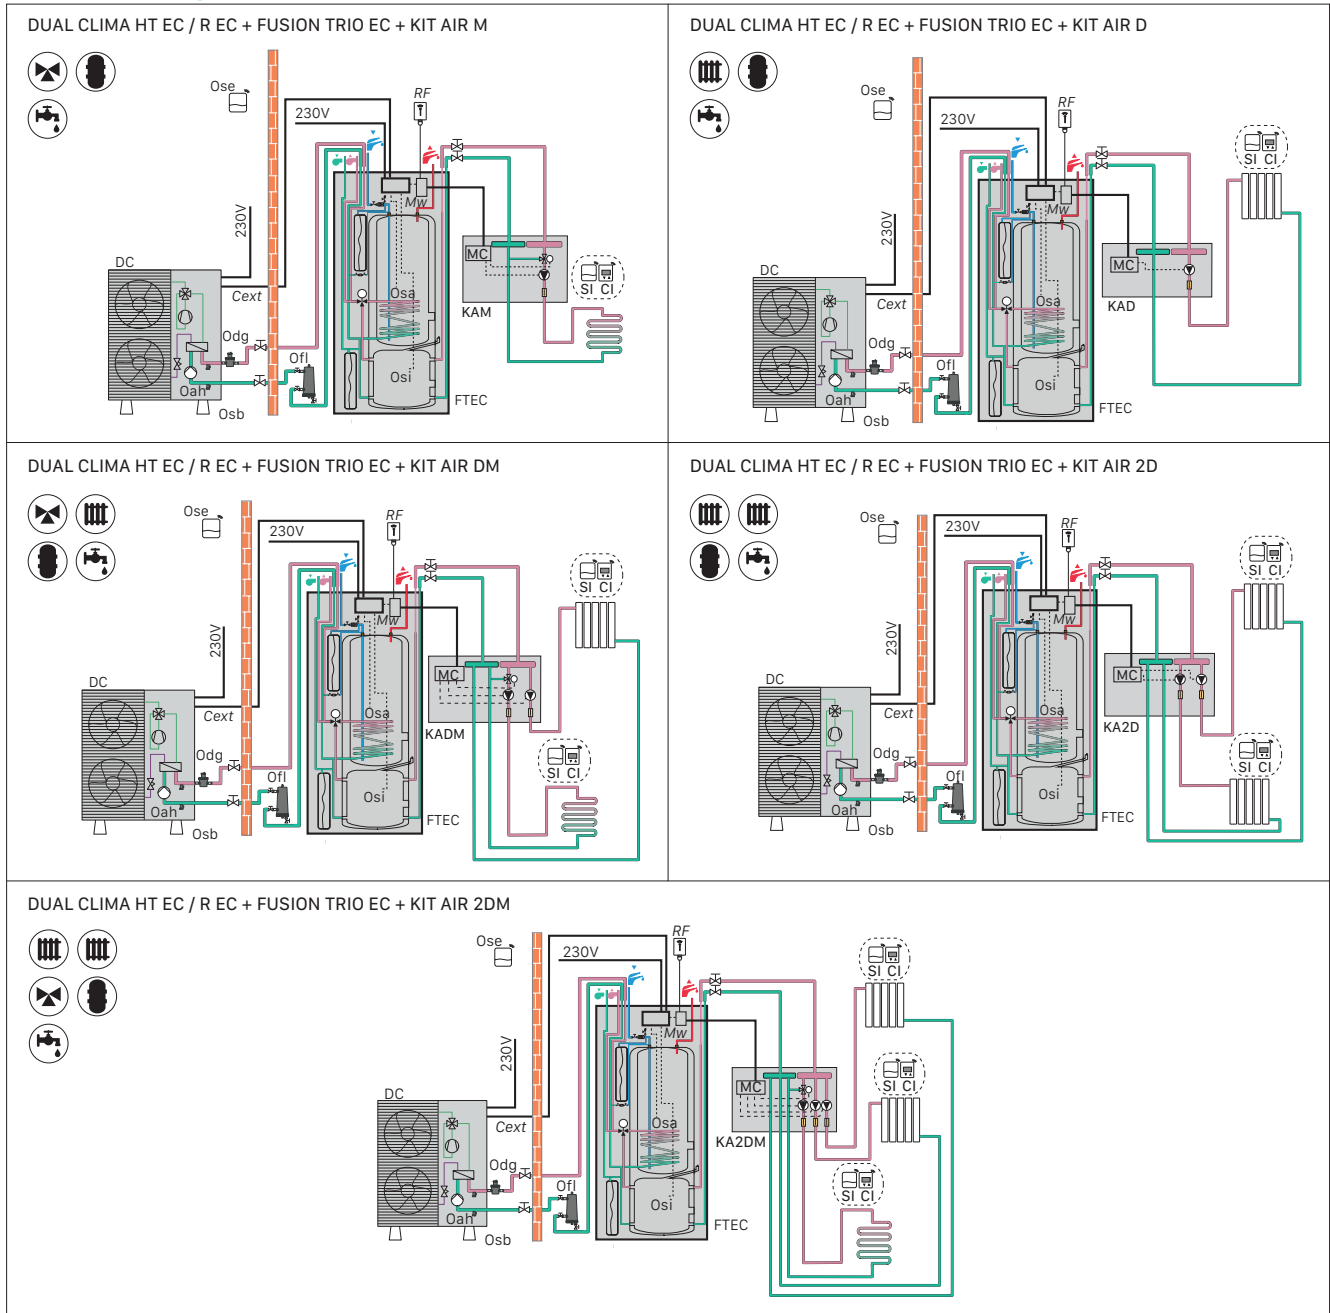 DUAL CLIMA HT EC / R EC + FUSION TRIO EC + KIT AIR M
Ose
RF
230V
230V
Mw
MC
SI CI
DC
Cext
KAM
Osa
Odg
Ofl
Osi
Oah
FTEC
Osb
DUAL CLIMA HT EC / R EC + FUSION TRIO EC + KIT AIR D
Ose
RF
230V
SI CI
230V
Mw
MC
DC
Cext
KAD
Osa
Odg
Ofl
Osi
Oah
FTEC
Osb
DUAL CLIMA HT EC / R EC + FUSION TRIO EC + KIT AIR DM
Ose
RF
230V
SI CI
230V
Mw
MC
DC
Cext
KADM
Osa
Odg
SI CI
Ofl
Osi
Oah
FTEC
Osb
DUAL CLIMA HT EC / R EC + FUSION TRIO EC + KIT AIR 2D
Ose
RF
230V
SI CI
230V
Mw
MC
DC
Cext
KA2D
Osa
Odg
SI CI
Ofl
Osi
Oah
FTEC
Osb
DUAL CLIMA HT EC / R EC + FUSION TRIO EC + KIT AIR 2DM
Ose
RF
230V
SI CI
230V
Mw
MC
SI CI
DC
Cext
KA2DM
Osa
Odg
Ofl
SI CI
Osi
Oah
FTEC
Osb